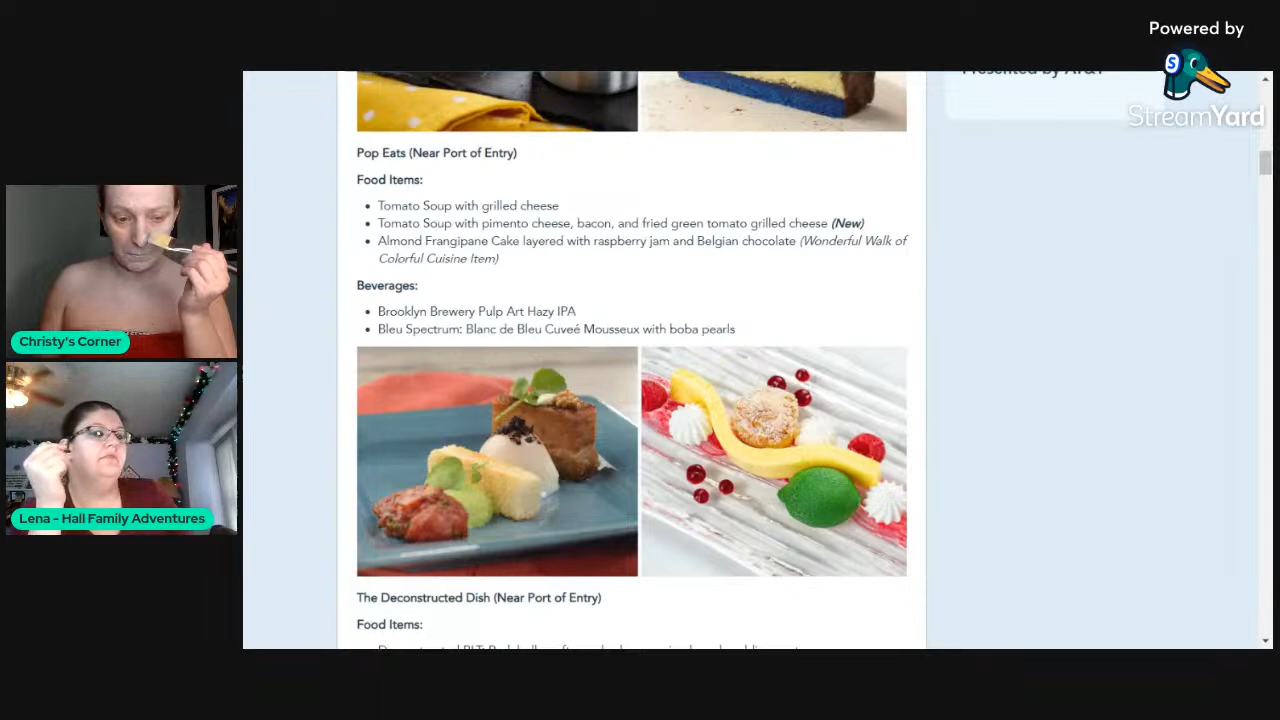 Powered by
StreamYard
Presented by AT&T
Pop Eats (Near Port of Entry)
Food Items:
Tomato Soup with grilled cheese
Tomato Soup with pimento cheese, bacon, and fried green tomato grilled cheese (New)
Almond Frangipane Cake layered with raspberry jam and Belgian chocolate (Wonderful Walk of
Colorful Cuisine Item)
Beverages:
Brooklyn Brewery Pulp Art Hazy IPA
Bleu Spectrum: Blanc de Bleu Cuveé Mousseux with boba pearls
The Deconstructed Dish (Near Port of Entry)
Food Items:
Christy's Corner
Lena - Hall Family Adventures